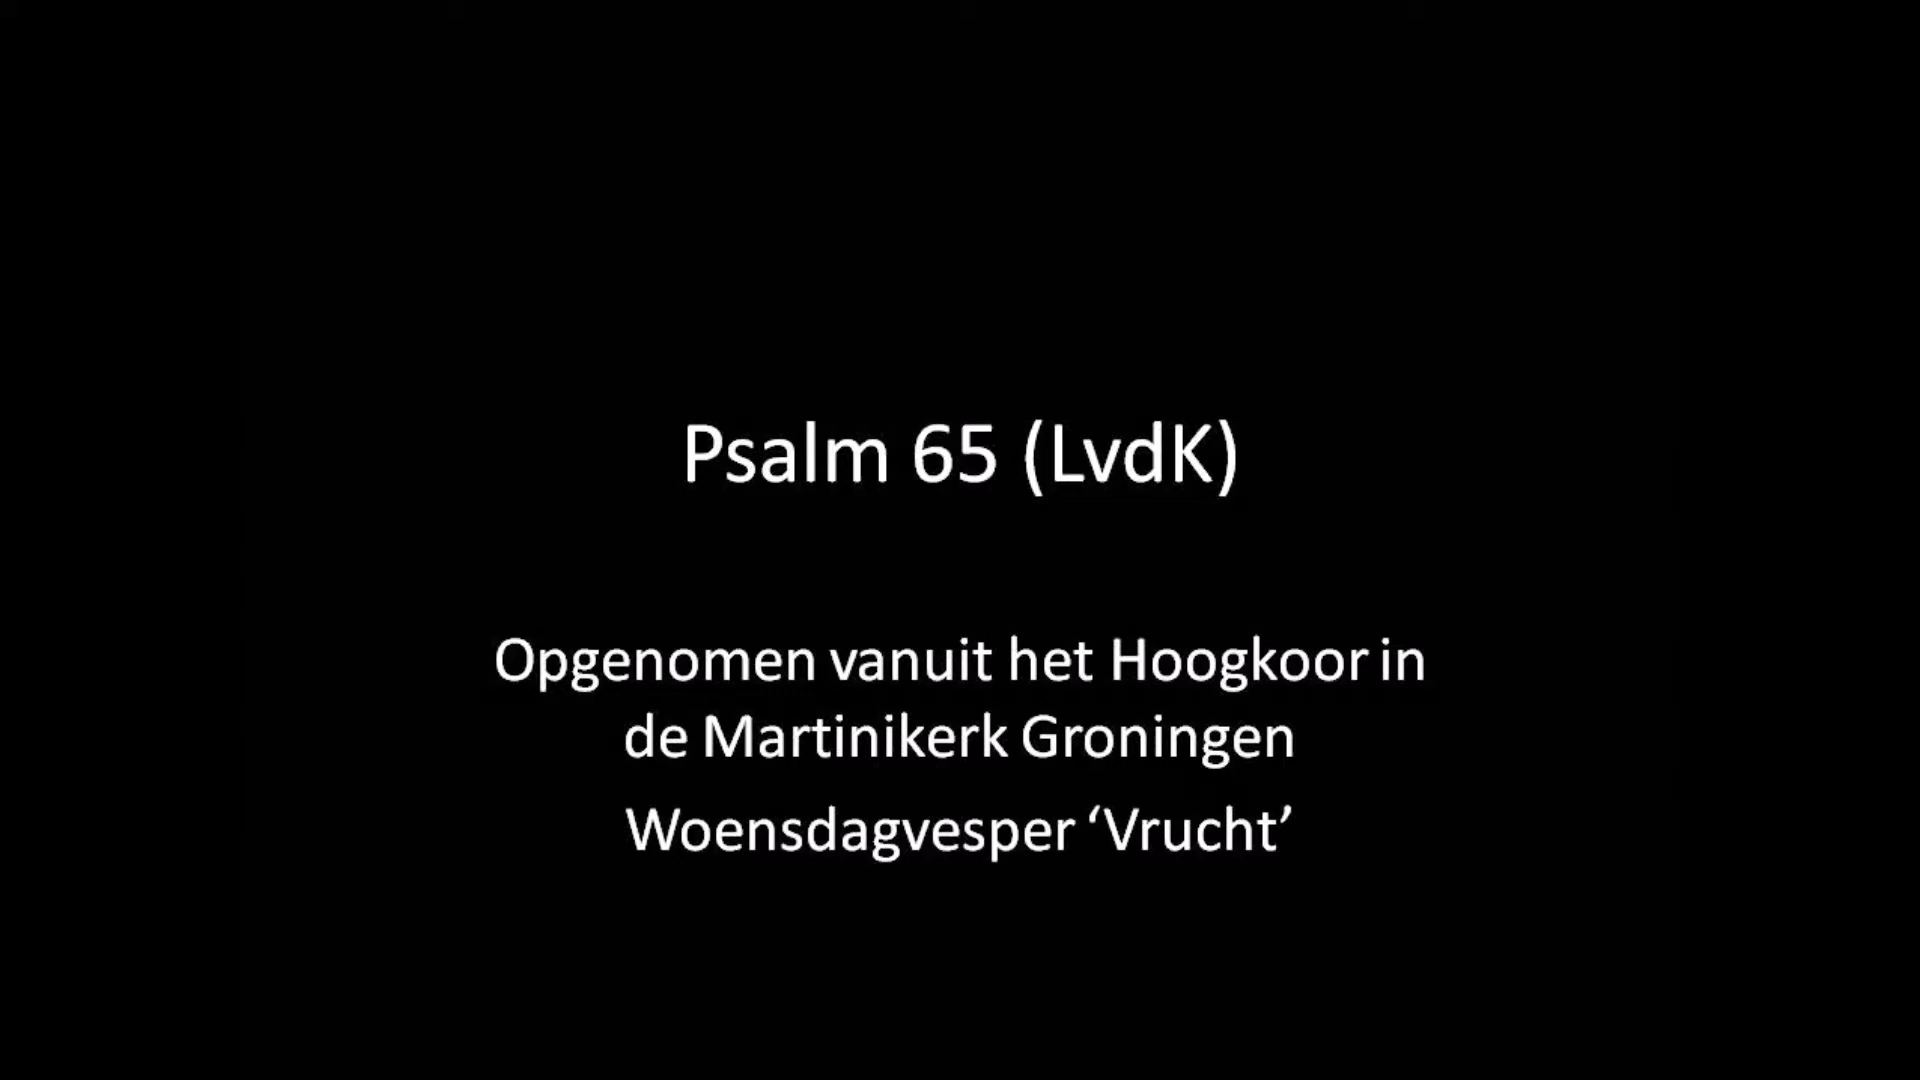 Psalm 65 (LvdK)
Opgenomen vanuit het Hoogkoor in
de Martinikerk Groningen
Woensdagvesper ‘Vrucht’